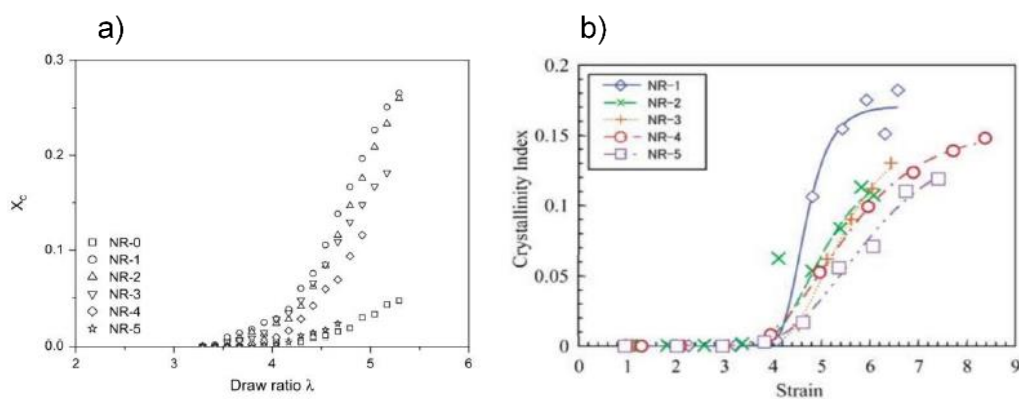 a)
b)
0.3
0.2
0.1
0.0
X_c
NR-0
NR-1
NR-2
NR-3
NR-4
NR-5
2
3
4
5
6
Draw ratio λ
0.2
0.15
0.1
0.05
0
Crystallinity Index
NR-1
NR-2
NR-3
NR-4
NR-5
0
1
2
3
4
5
6
7
8
9
Strain